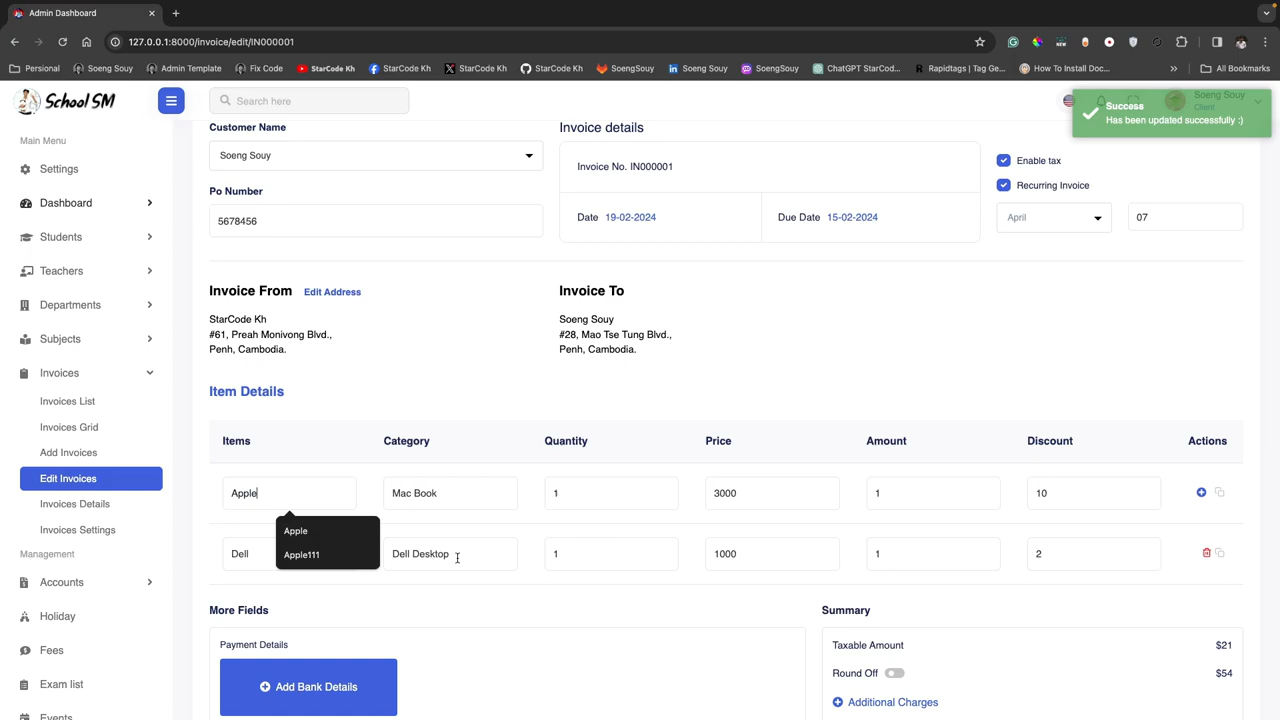 Admin Dashboard
127.0.0.1:8000/invoice/edit/IN000001
Personal
Soeng Souy
Admin Template
Fix Code
StarCode Kh
StarCode Kh
StarCode Kh
StarCode Kh
SoengSouy
Soeng Souy
SoengSouy
ChatGPT StarCod...
Rapidtags | Tag Ge...
How To Install Doc...
All Bookmarks
School SM
Search here
Soeng Souy
Client
Success
Has been updated successfully :)
Main Menu
Settings
Dashboard
Students
Teachers
Departments
Subjects
Invoices
Invoices List
Invoices Grid
Add Invoices
Edit Invoices
Invoices Details
Invoices Settings
Management
Accounts
Holiday
Fees
Exam list
Events
Customer Name
Soeng Souy
Po Number
5678456
Invoice details
Invoice No. IN000001
Date 19-02-2024
Due Date 15-02-2024
Enable tax
Recurring Invoice
April
07
Invoice From Edit Address
StarCode Kh
#61, Preah Monivong Blvd.,
Penh, Cambodia.
Invoice To
Soeng Souy
#28, Mao Tse Tung Blvd.,
Penh, Cambodia.
Item Details
Items Category Quantity Price Amount Discount Actions
Apple Mac Book 1 3000 1 10
Apple
Apple111
Dell Dell Desktop 1 1000 1 2
More Fields
Payment Details
Add Bank Details
Summary
Taxable Amount $21
Round Off $54
Additional Charges